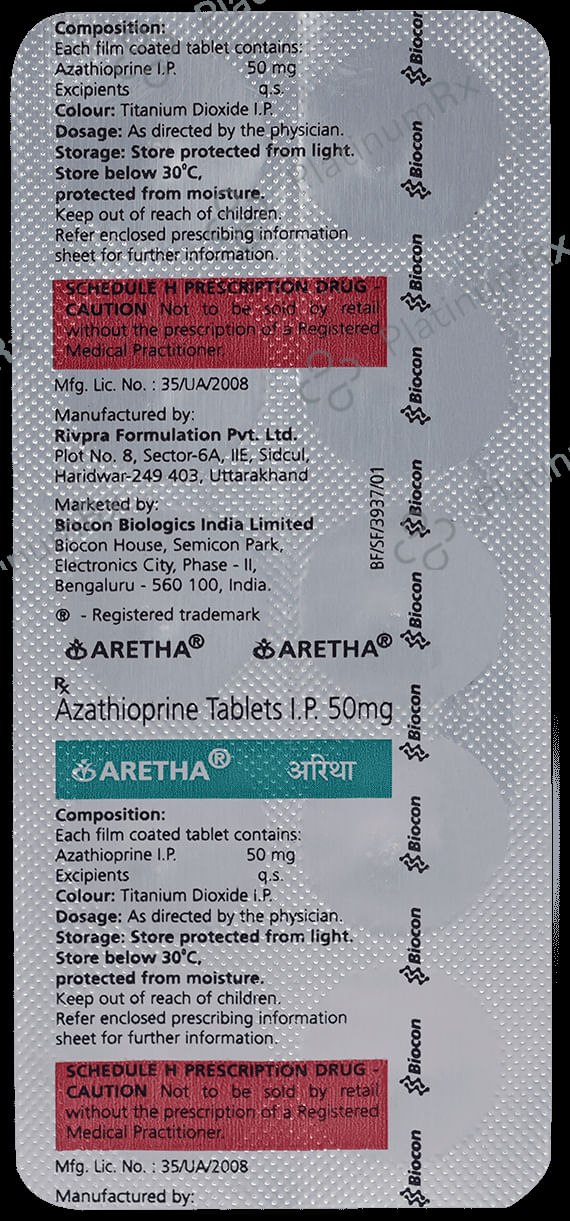 Composition:
Each film coated tablet contains:
Azathioprine I.P. 50 mg
Excipients q.s.
Colour: Titanium Dioxide I.P.
Dosage: As directed by the physician.
Storage: Store protected from light.
Store below 30°C,
protected from moisture.
Keep out of reach of children.
Refer enclosed prescribing information
sheet for further information.
SCHEDULE H PRESCRIPTION DRUG -
CAUTION Not to be sold by retail
without the prescription of a Registered
Medical Practitioner.
Mfg. Lic. No. : 35/UA/2008
Manufactured by:
Rivpra Formulation Pvt. Ltd.
Plot No. 8, Sector-6A, IIE, Sidcul,
Haridwar-249 403, Uttarakhand
Marketed by:
Biocon Biologics India Limited
Biocon House, Semicon Park,
Electronics City, Phase - II,
Bengaluru - 560 100, India.
® - Registered trademark
ARETHA® ARETHA®
Rx
Azathioprine Tablets I.P. 50mg
ARETHA® अरिथा
Composition:
Each film coated tablet contains:
Azathioprine I.P. 50 mg
Excipients q.s.
Colour: Titanium Dioxide I.P.
Dosage: As directed by the physician.
Storage: Store protected from light.
Store below 30°C,
protected from moisture.
Keep out of reach of children.
Refer enclosed prescribing information
sheet for further information.
SCHEDULE H PRESCRIPTION DRUG -
CAUTION Not to be sold by retail
without the prescription of a Registered
Medical Practitioner.
Mfg. Lic. No. : 35/UA/2008
Manufactured by:
BF/SF/3937/01
Biocon
Biocon
Biocon
Biocon
Biocon
Biocon
Biocon
Biocon
Biocon
Biocon
Biocon
PlatinumRx
PlatinumRx